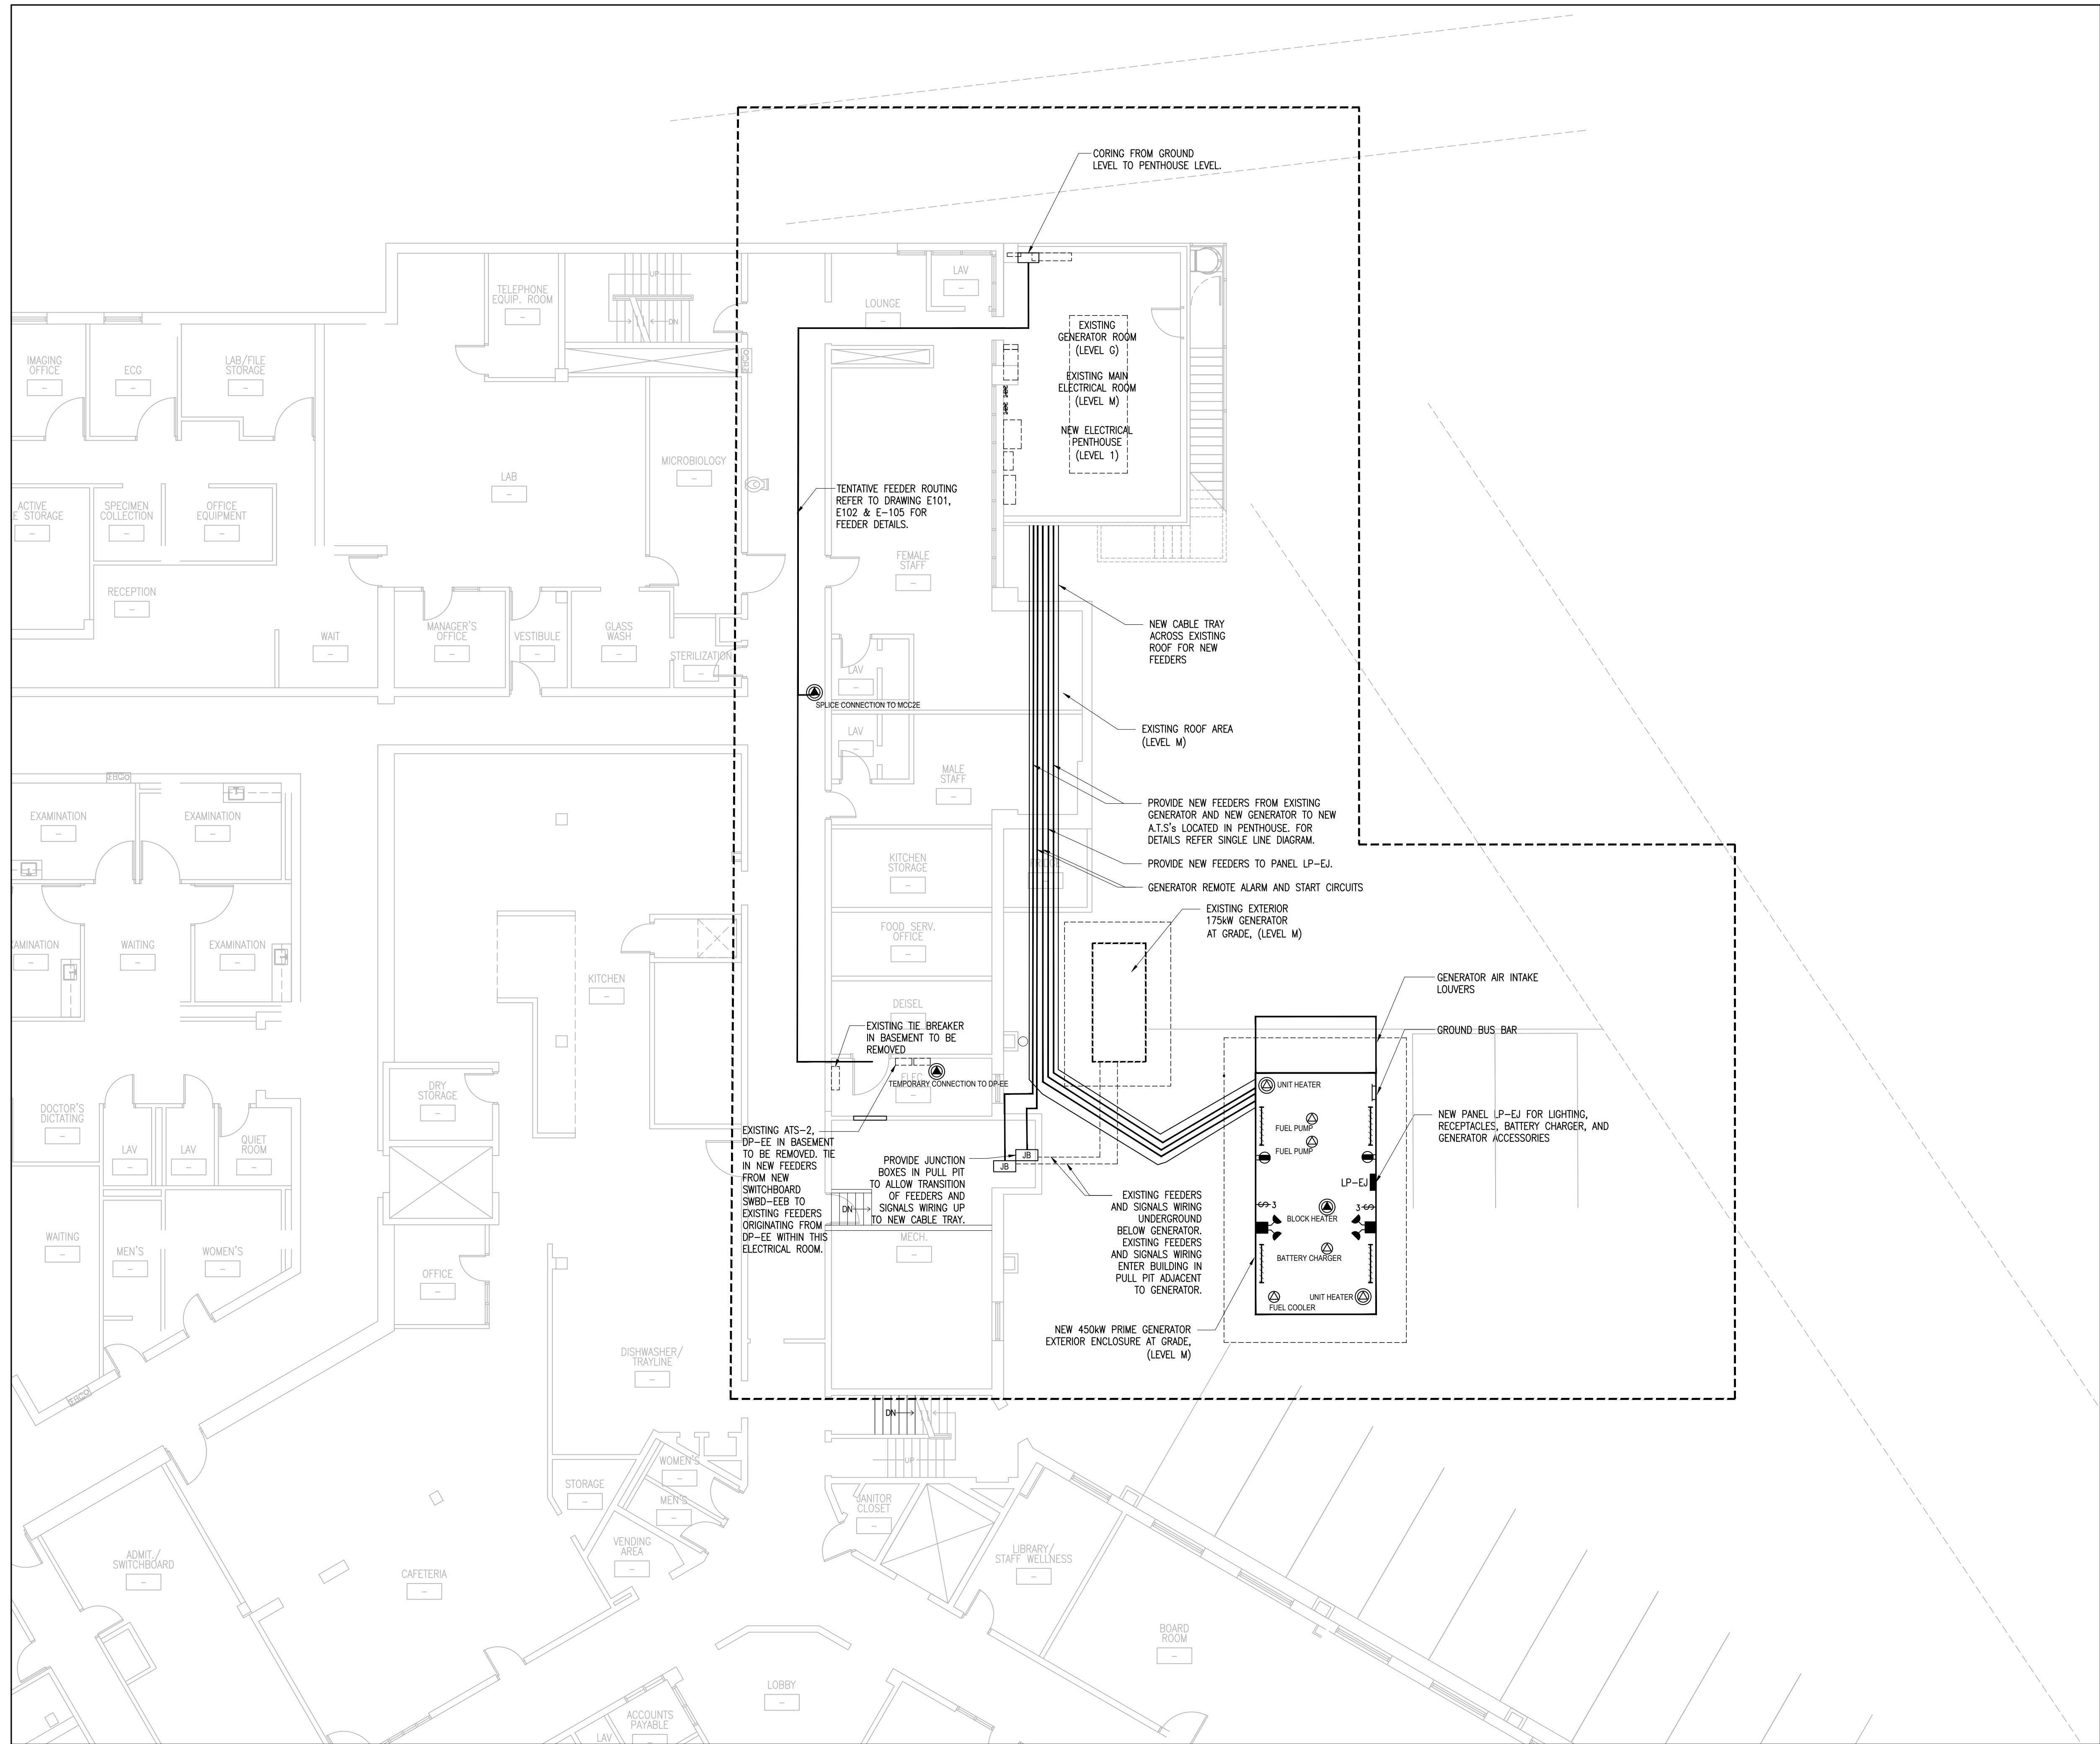 CORING FROM GROUND
LEVEL TO PENTHOUSE LEVEL.
UP
DN
TELEPHONE
EQUIP. ROOM
LAV
LOUNGE
IMAGING
OFFICE
ECG
LAB/FILE
STORAGE
EXISTING
GENERATOR ROOM
(LEVEL G)
EXISTING MAIN
ELECTRICAL ROOM
(LEVEL M)
NEW ELECTRICAL
PENTHOUSE
(LEVEL 1)
MICROBIOLOGY
LAB
TENTATIVE FEEDER ROUTING
REFER TO DRAWING E101,
E102 & E-105 FOR
FEEDER DETAILS.
ACTIVE
E STORAGE
SPECIMEN
COLLECTION
OFFICE
EQUIPMENT
FEMALE
STAFF
RECEPTION
WAIT
MANAGER'S
OFFICE
VESTIBULE
GLASS
WASH
STERILIZATION
NEW CABLE TRAY
ACROSS EXISTING
ROOF FOR NEW
FEEDERS
LAV
SPLICE CONNECTION TO MCC2E
LAV
EXISTING ROOF AREA
(LEVEL M)
MALE
STAFF
EXAMINATION
EXAMINATION
PROVIDE NEW FEEDERS FROM EXISTING
GENERATOR AND NEW GENERATOR TO NEW
A.T.S's LOCATED IN PENTHOUSE. FOR
DETAILS REFER SINGLE LINE DIAGRAM.
KITCHEN
STORAGE
PROVIDE NEW FEEDERS TO PANEL LP-EJ.
GENERATOR REMOTE ALARM AND START CIRCUITS
EXISTING EXTERIOR
175kW GENERATOR
AT GRADE, (LEVEL M)
FOOD SERV.
OFFICE
XAMINATION
WAITING
EXAMINATION
KITCHEN
GENERATOR AIR INTAKE
LOUVERS
DEISEL
EXISTING TIE BREAKER
IN BASEMENT TO BE
REMOVED
GROUND BUS BAR
ELEC.
TEMPORARY CONNECTION TO DP-EE
UNIT HEATER
DRY
STORAGE
DOCTOR'S
DICTATING
LAV
LAV
QUIET
ROOM
NEW PANEL LP-EJ FOR LIGHTING,
RECEPTACLES, BATTERY CHARGER, AND
GENERATOR ACCESSORIES
FUEL PUMP
FUEL PUMP
EXISTING ATS-2,
DP-EE IN BASEMENT
TO BE REMOVED. TIE
IN NEW FEEDERS
FROM NEW
SWITCHBOARD
SWBD-EEB TO
EXISTING FEEDERS
ORIGINATING FROM
DP-EE WITHIN THIS
ELECTRICAL ROOM.
PROVIDE JUNCTION
BOXES IN PULL PIT
TO ALLOW TRANSITION
OF FEEDERS AND
SIGNALS WIRING UP
TO NEW CABLE TRAY.
JB
JB
LP-EJ
EXISTING FEEDERS
AND SIGNALS WIRING
UNDERGROUND
BELOW GENERATOR.
EXISTING FEEDERS
AND SIGNALS WIRING
ENTER BUILDING IN
PULL PIT ADJACENT
TO GENERATOR.
3
3
BLOCK HEATER
DN
MECH.
WAITING
MEN'S
WOMEN'S
BATTERY CHARGER
OFFICE
UNIT HEATER
FUEL COOLER
NEW 450kW PRIME GENERATOR
EXTERIOR ENCLOSURE AT GRADE,
(LEVEL M)
DISHWASHER/
TRAYLINE
DN
UP
WOMEN'S
STORAGE
MEN'S
JANITOR
CLOSET
VENDING
AREA
LIBRARY/
STAFF WELLNESS
ADMIT./
SWITCHBOARD
CAFETERIA
BOARD
ROOM
LOBBY
ACCOUNTS
PAYABLE
LAV